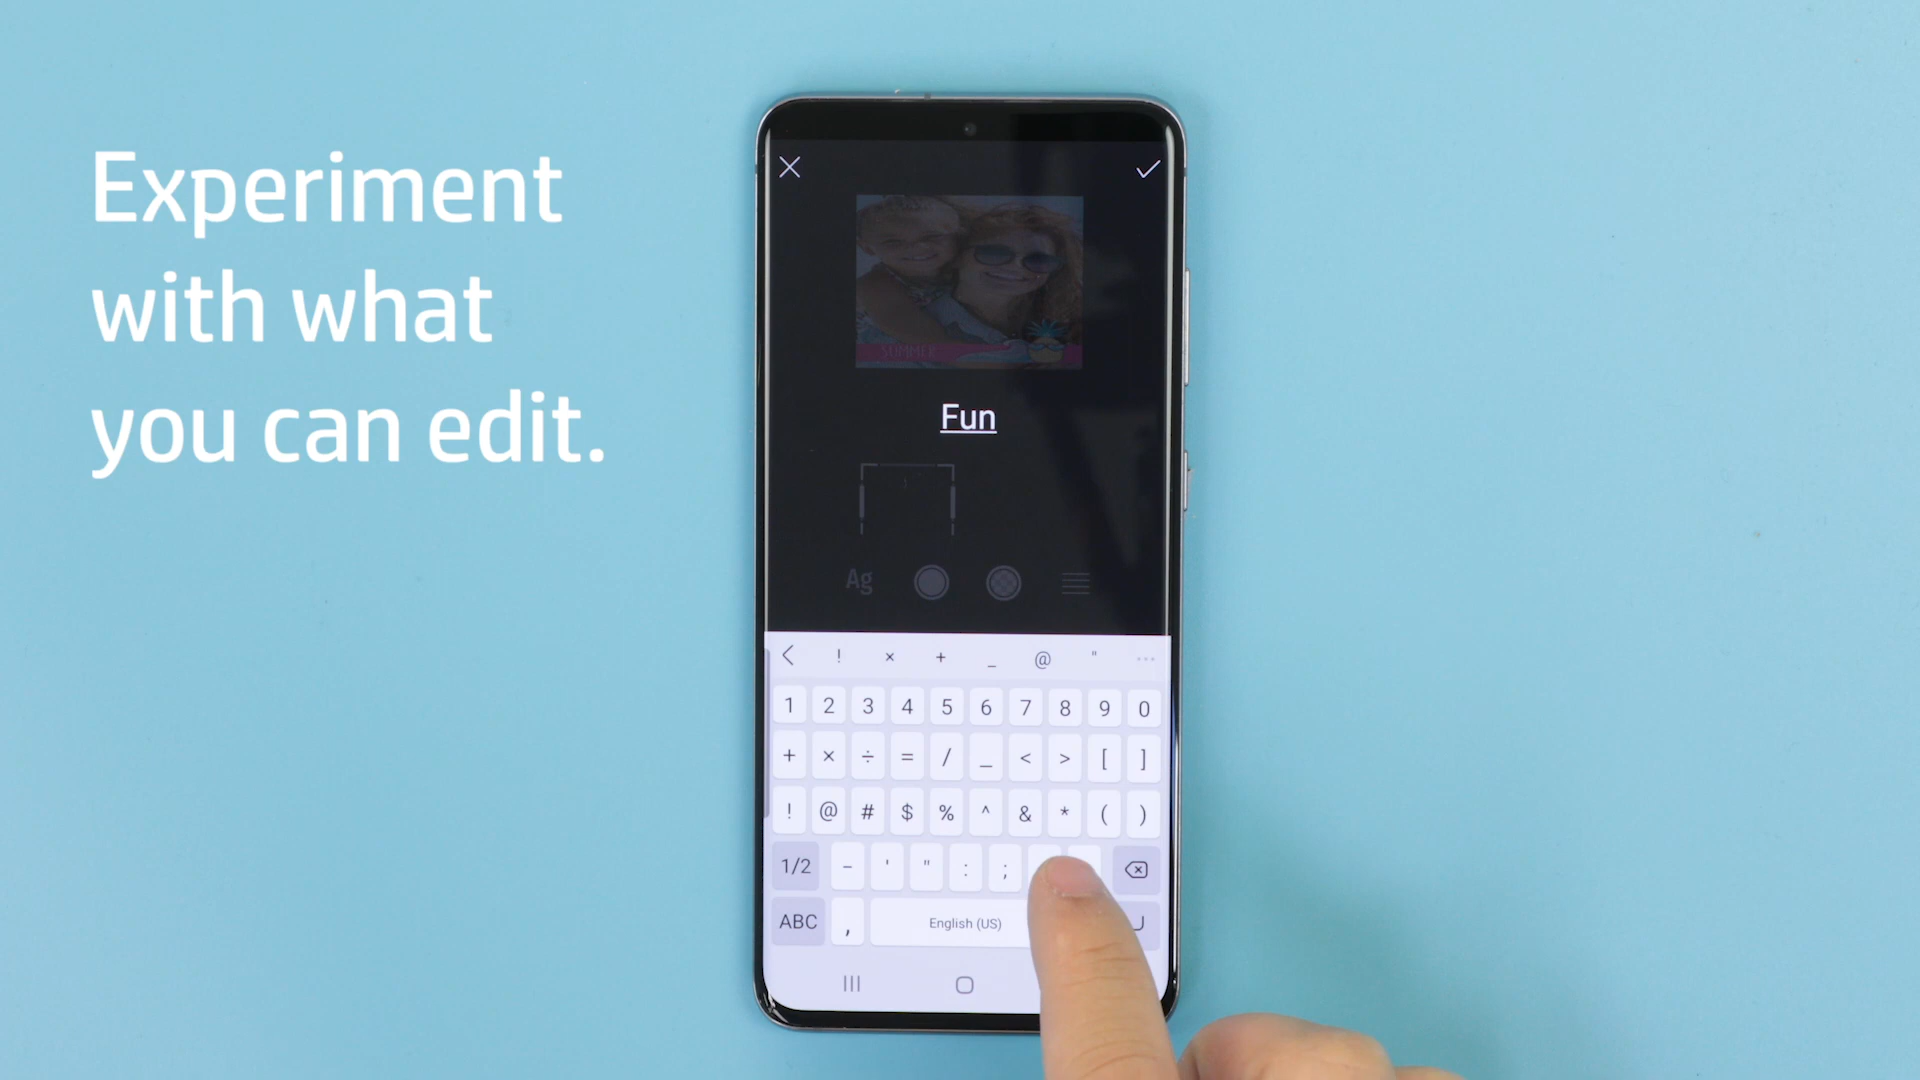 Experiment
with what
you can edit.
SUMMER
Fun
Ag
! × + _ @ " ...
1 2 3 4 5 6 7 8 9 0
+ × ÷ = / _ < > [ ]
! @ # $ % ^ & * ( )
1/2 - ' " : ;
ABC , English (US)